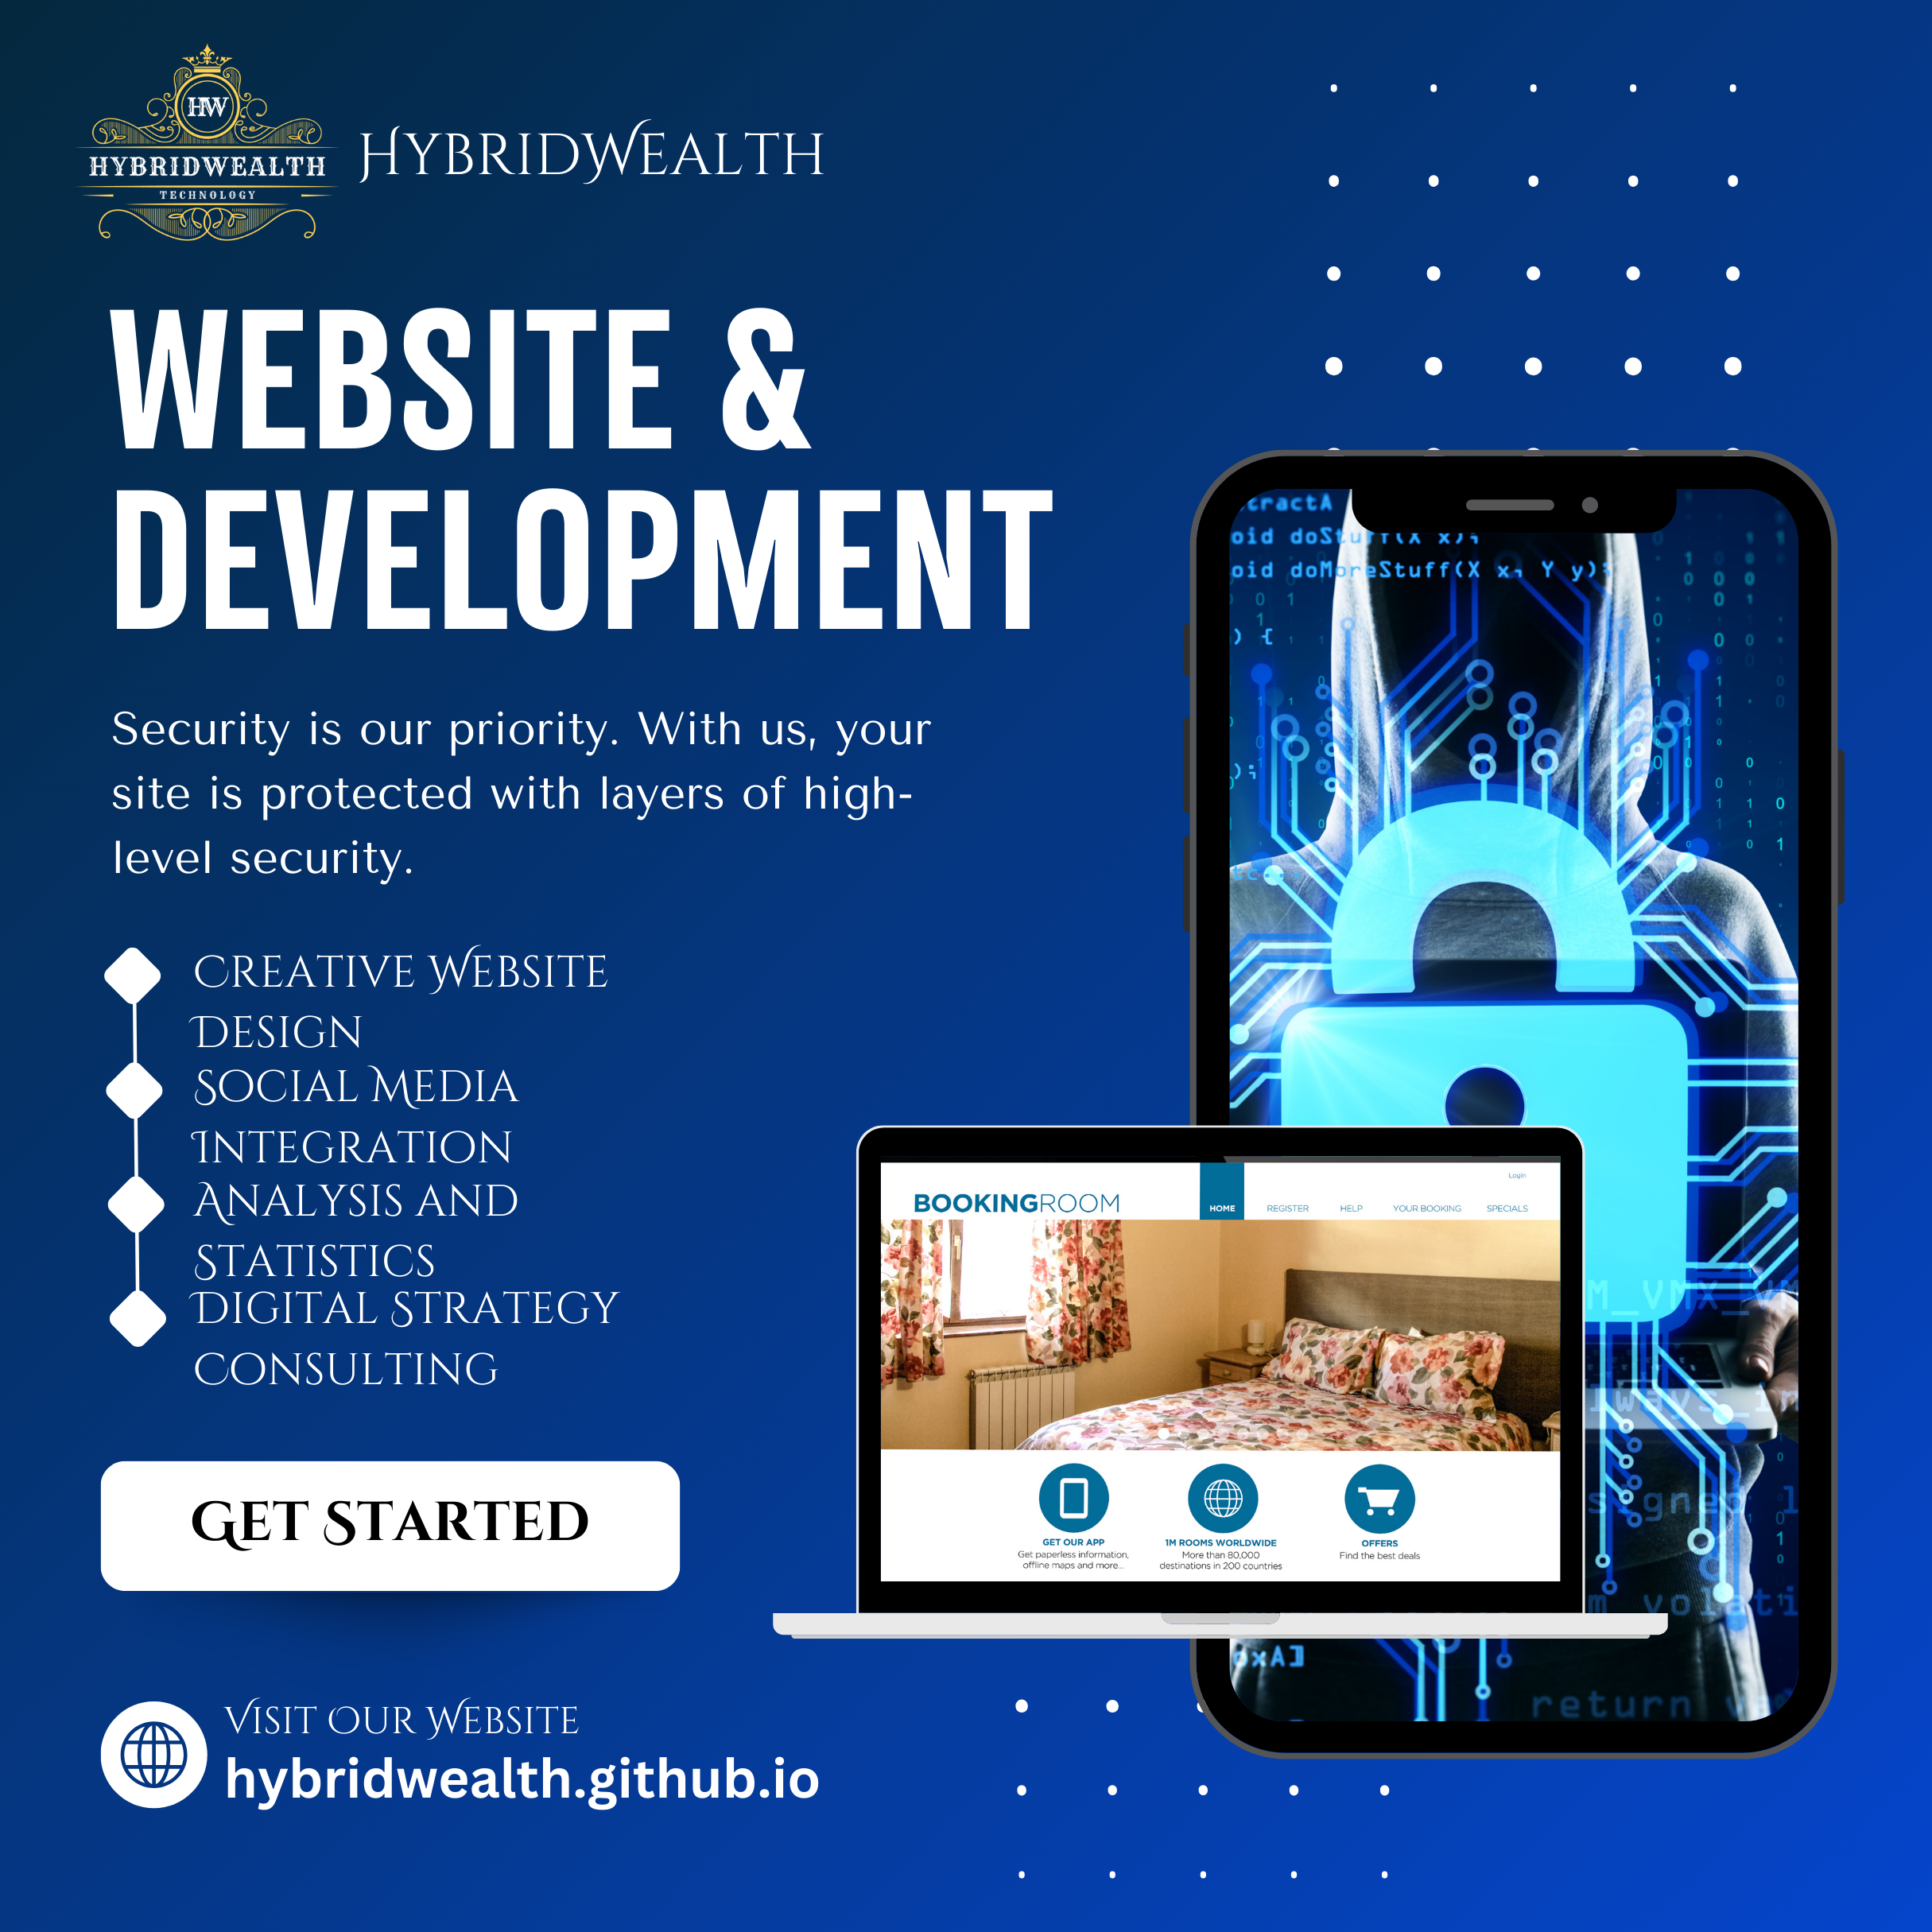 HW
HYBRIDWEALTH
TECHNOLOGY
HYBRIDWEALTH
WEBSITE &
DEVELOPMENT
Security is our priority. With us, your
site is protected with layers of high-
level security.
CREATIVE WEBSITE
DESIGN
SOCIAL MEDIA
INTEGRATION
ANALYSIS AND
STATISTICS
DIGITAL STRATEGY
CONSULTING
GET STARTED
VISIT OUR WEBSITE
hybridwealth.github.io
tractA
oid doStuff(X x);
oid doMoreStuff(X x, Y y);
) {
);
Login
BOOKINGROOM
HOME REGISTER HELP YOUR BOOKING SPECIALS
GET OUR APP
Get paperless information,
offline maps and more...
1M ROOMS WORLDWIDE
More than 80,000
destinations in 200 countries
OFFERS
Find the best deals
M_VMX_VM
oxA]
return